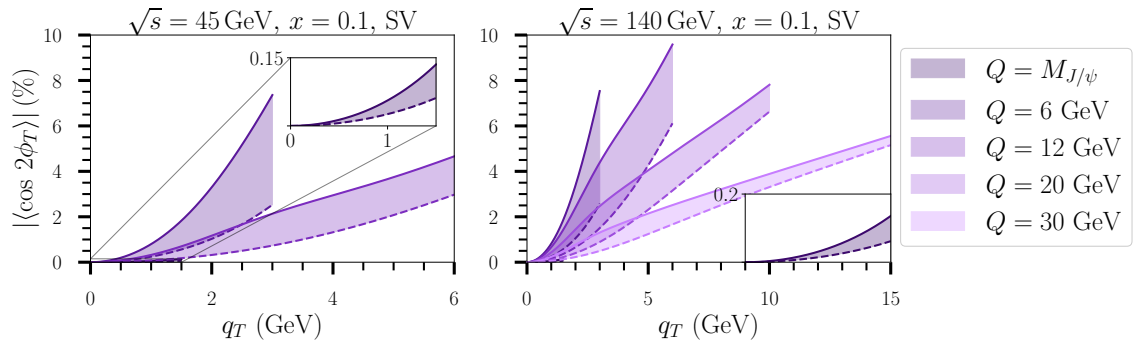 √s = 45 GeV, x = 0.1, SV
|⟨cos 2ϕ_T⟩| (%)
10
8
6
4
2
0
0.15
0
0
1
0
2
4
6
q_T (GeV)
√s = 140 GeV, x = 0.1, SV
10
8
6
4
2
0
0.2
0
5
10
15
q_T (GeV)
Q = M_{J/ψ}
Q = 6 GeV
Q = 12 GeV
Q = 20 GeV
Q = 30 GeV